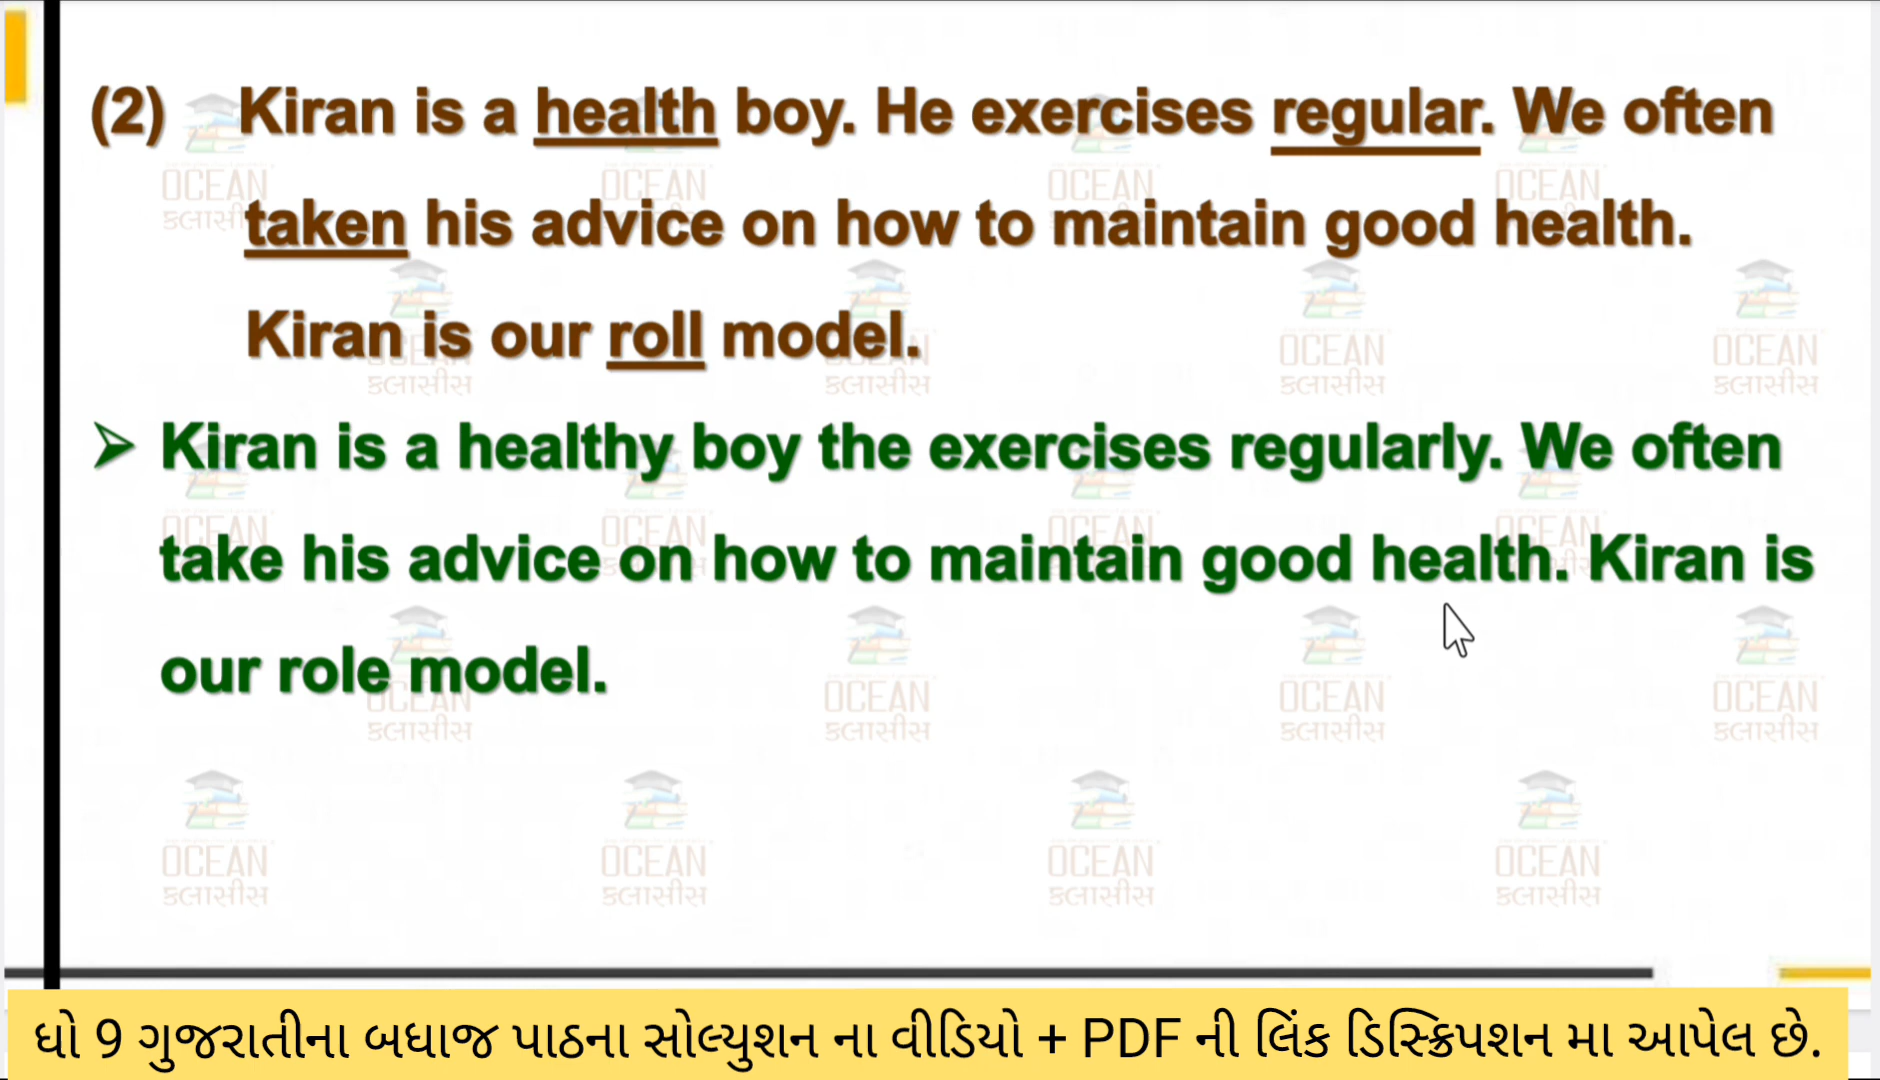 (2) Kiran is a health boy. He exercises regular. We often
taken his advice on how to maintain good health.
Kiran is our roll model.
➢ Kiran is a healthy boy the exercises regularly. We often
take his advice on how to maintain good health. Kiran is
our role model.
OCEAN
ક્લાસીસ
ધો 9 ગુજરાતીના બધાજ પાઠના સોલ્યુશન ના વીડિયો + PDF ની લિંક ડિસ્ક્રિપશન મા આપેલ છે.